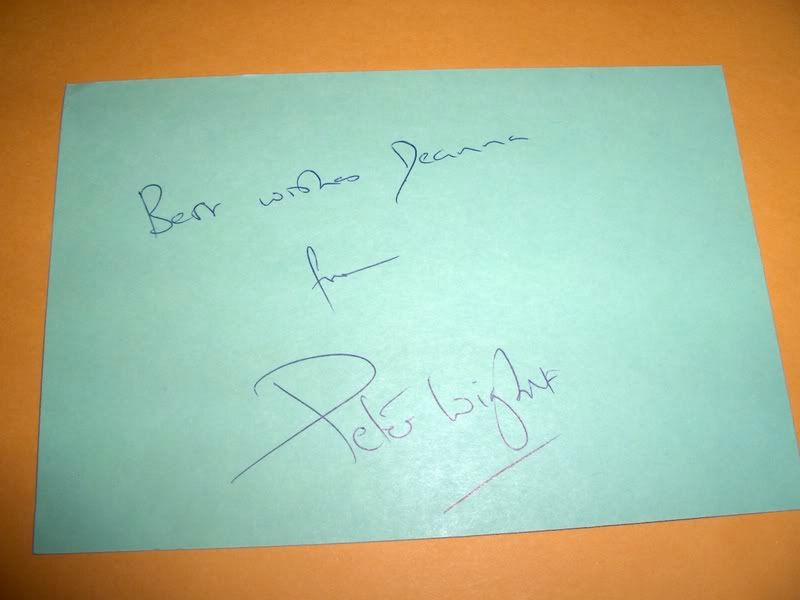 Best wishes Deanna
from
Peter Wight